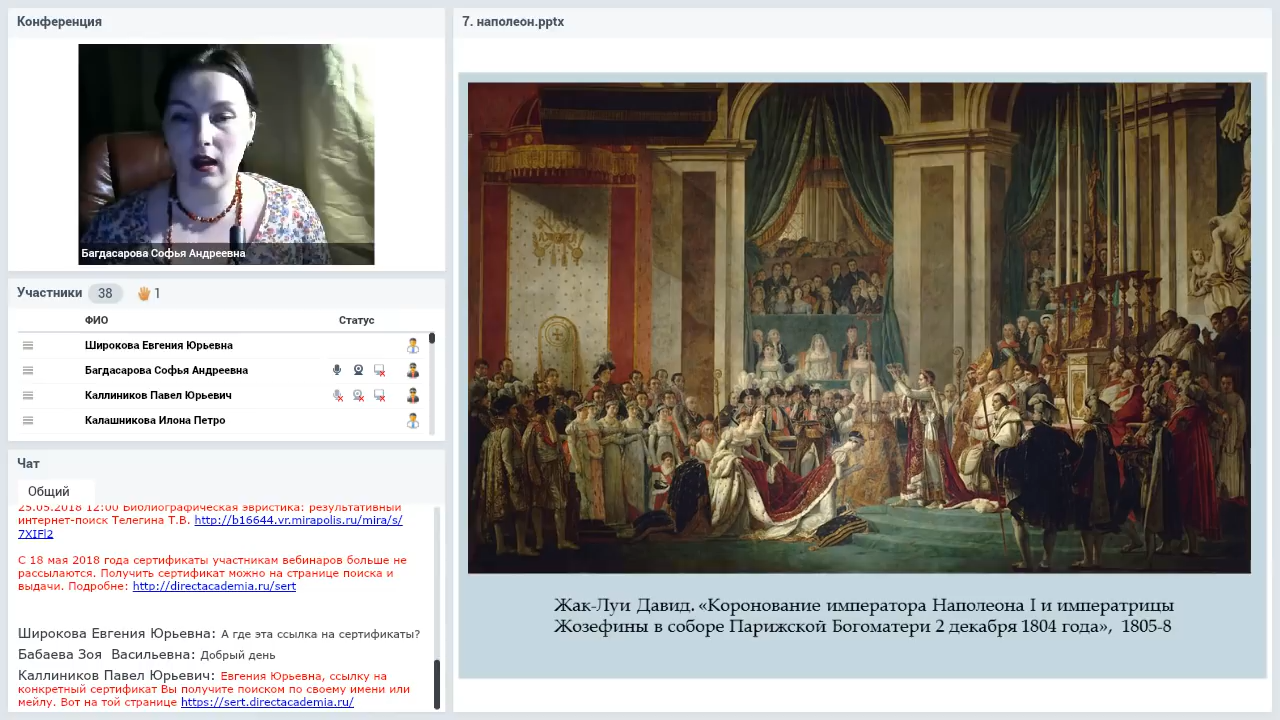 Конференция
Багдасарова Софья Андреевна
Участники 38 1
ФИО Статус
Широкова Евгения Юрьевна
Багдасарова Софья Андреевна
Каллиников Павел Юрьевич
Калашникова Илона Петро
Чат
Общий
25.05.2018 12:00 Библиографическая эвристика: результативный
интернет-поиск Телегина Т.В. http://b16644.vr.mirapolis.ru/mira/s/
7XIFl2
С 18 мая 2018 года сертификаты участникам вебинаров больше не
рассылаются. Получить сертификат можно на странице поиска и
выдачи. Подробне: http://directacademia.ru/sert
Широкова Евгения Юрьевна: А где эта ссылка на сертификаты?
Бабаева Зоя Васильевна: Добрый день
Каллиников Павел Юрьевич: Евгения Юрьевна, ссылку на
конкретный сертификат Вы получите поиском по своему имени или
мейлу. Вот на той странице https://sert.directacademia.ru/
7. наполеон.pptx
Жак-Луи Давид. «Коронование императора Наполеона I и императрицы
Жозефины в соборе Парижской Богоматери 2 декабря 1804 года», 1805-8